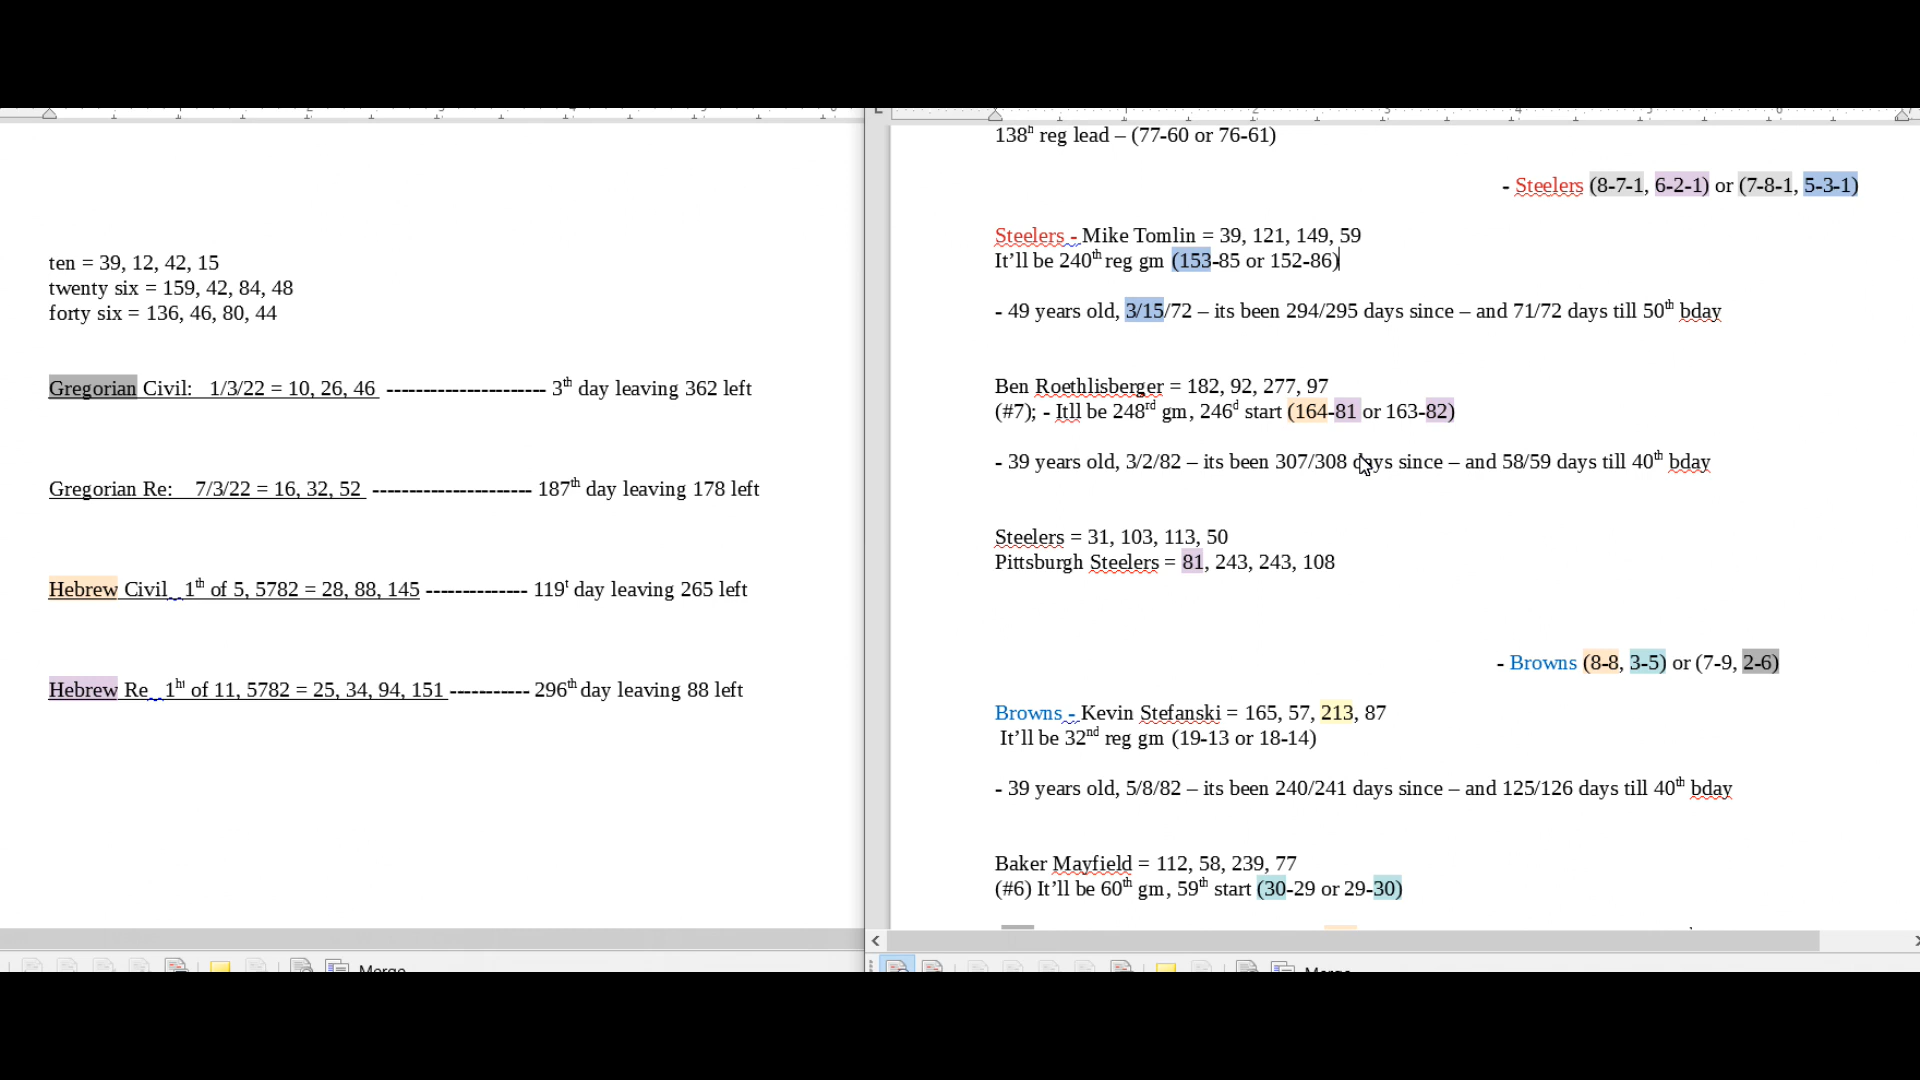 ten = 39, 12, 42, 15
twenty six = 159, 42, 84, 48
forty six = 136, 46, 80, 44
Gregorian Civil: 1/3/22 = 10, 26, 46 ---------------------- 3th day leaving 362 left
Gregorian Re: 7/3/22 = 16, 32, 52 ---------------------- 187th day leaving 178 left
Hebrew Civil 1th of 5, 5782 = 28, 88, 145 -------------- 119t day leaving 265 left
Hebrew Re 1ht of 11, 5782 = 25, 34, 94, 151 ----------- 296th day leaving 88 left
Merge
138h reg lead – (77-60 or 76-61)
- Steelers (8-7-1, 6-2-1) or (7-8-1, 5-3-1)
Steelers - Mike Tomlin = 39, 121, 149, 59
It'll be 240th reg gm (153-85 or 152-86)
- 49 years old, 3/15/72 – its been 294/295 days since – and 71/72 days till 50th bday
Ben Roethlisberger = 182, 92, 277, 97
(#7); - Itll be 248rd gm, 246d start (164-81 or 163-82)
- 39 years old, 3/2/82 – its been 307/308 days since – and 58/59 days till 40th bday
Steelers = 31, 103, 113, 50
Pittsburgh Steelers = 81, 243, 243, 108
- Browns (8-8, 3-5) or (7-9, 2-6)
Browns - Kevin Stefanski = 165, 57, 213, 87
It'll be 32nd reg gm (19-13 or 18-14)
- 39 years old, 5/8/82 – its been 240/241 days since – and 125/126 days till 40th bday
Baker Mayfield = 112, 58, 239, 77
(#6) It'll be 60th gm, 59th start (30-29 or 29-30)
Merge